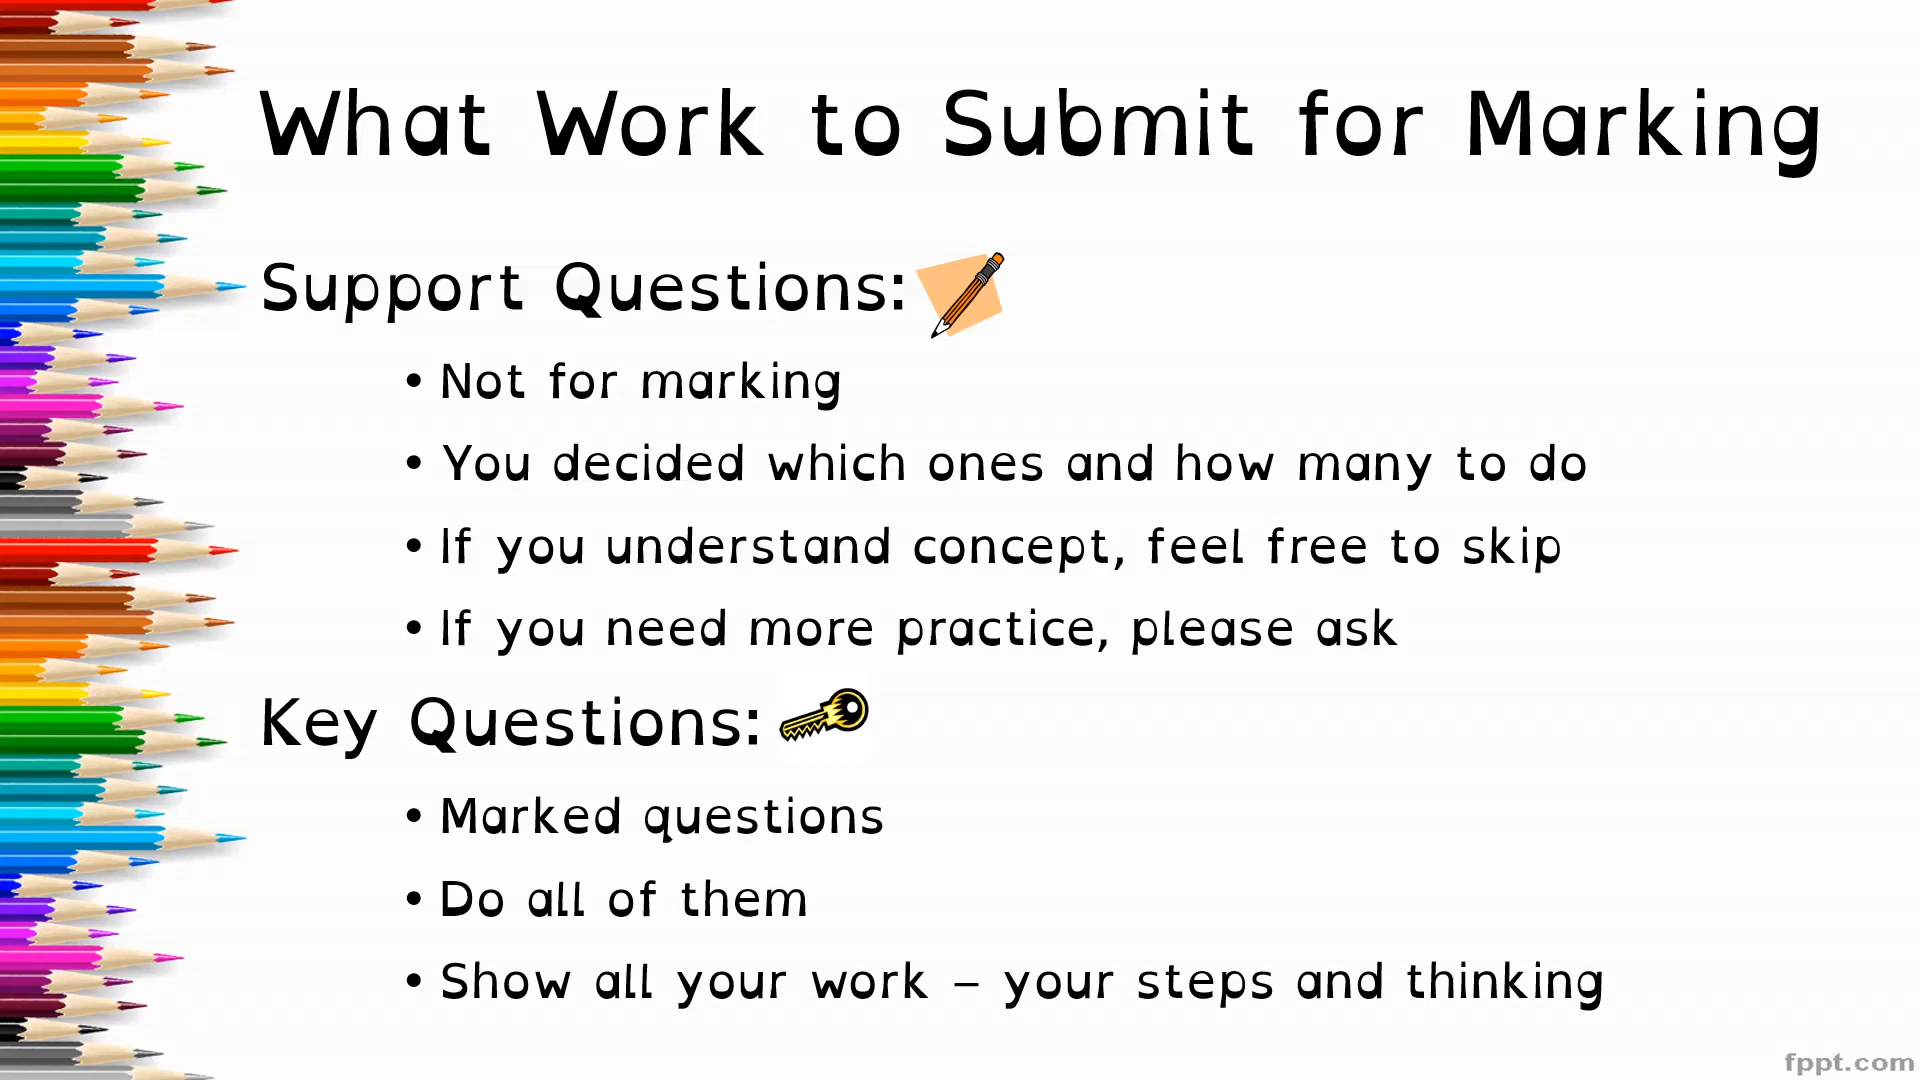 What Work to Submit for Marking
Support Questions:
• Not for marking
• You decided which ones and how many to do
• If you understand concept, feel free to skip
• If you need more practice, please ask
Key Questions:
• Marked questions
• Do all of them
• Show all your work – your steps and thinking
fppt.com